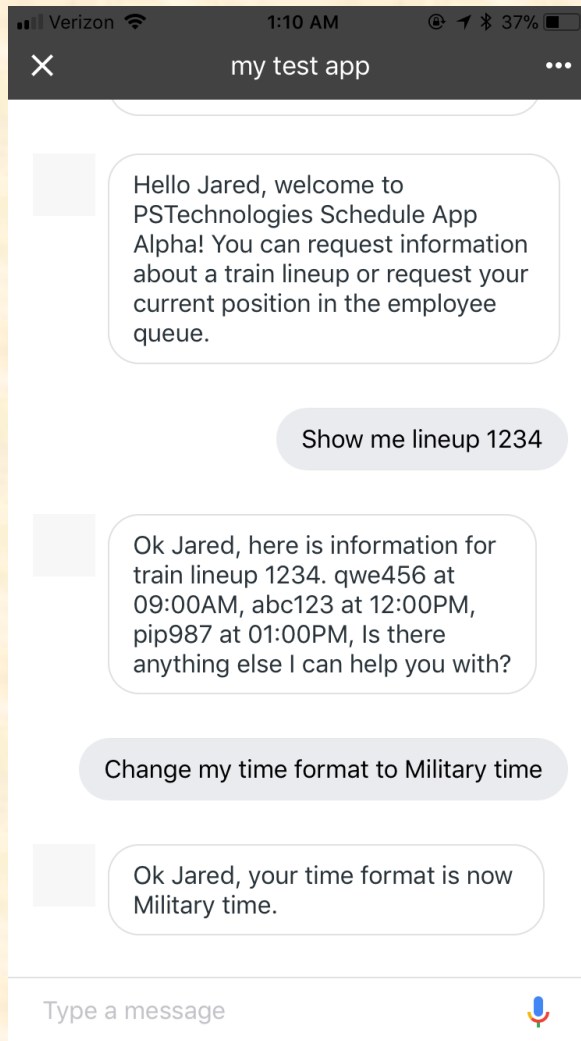 Verizon 1:10 AM 37%
my test app
Hello Jared, welcome to
PSTechnologies Schedule App
Alpha! You can request information
about a train lineup or request your
current position in the employee
queue.
Show me lineup 1234
Ok Jared, here is information for
train lineup 1234. qwe456 at
09:00AM, abc123 at 12:00PM,
pip987 at 01:00PM, Is there
anything else I can help you with?
Change my time format to Military time
Ok Jared, your time format is now
Military time.
Type a message